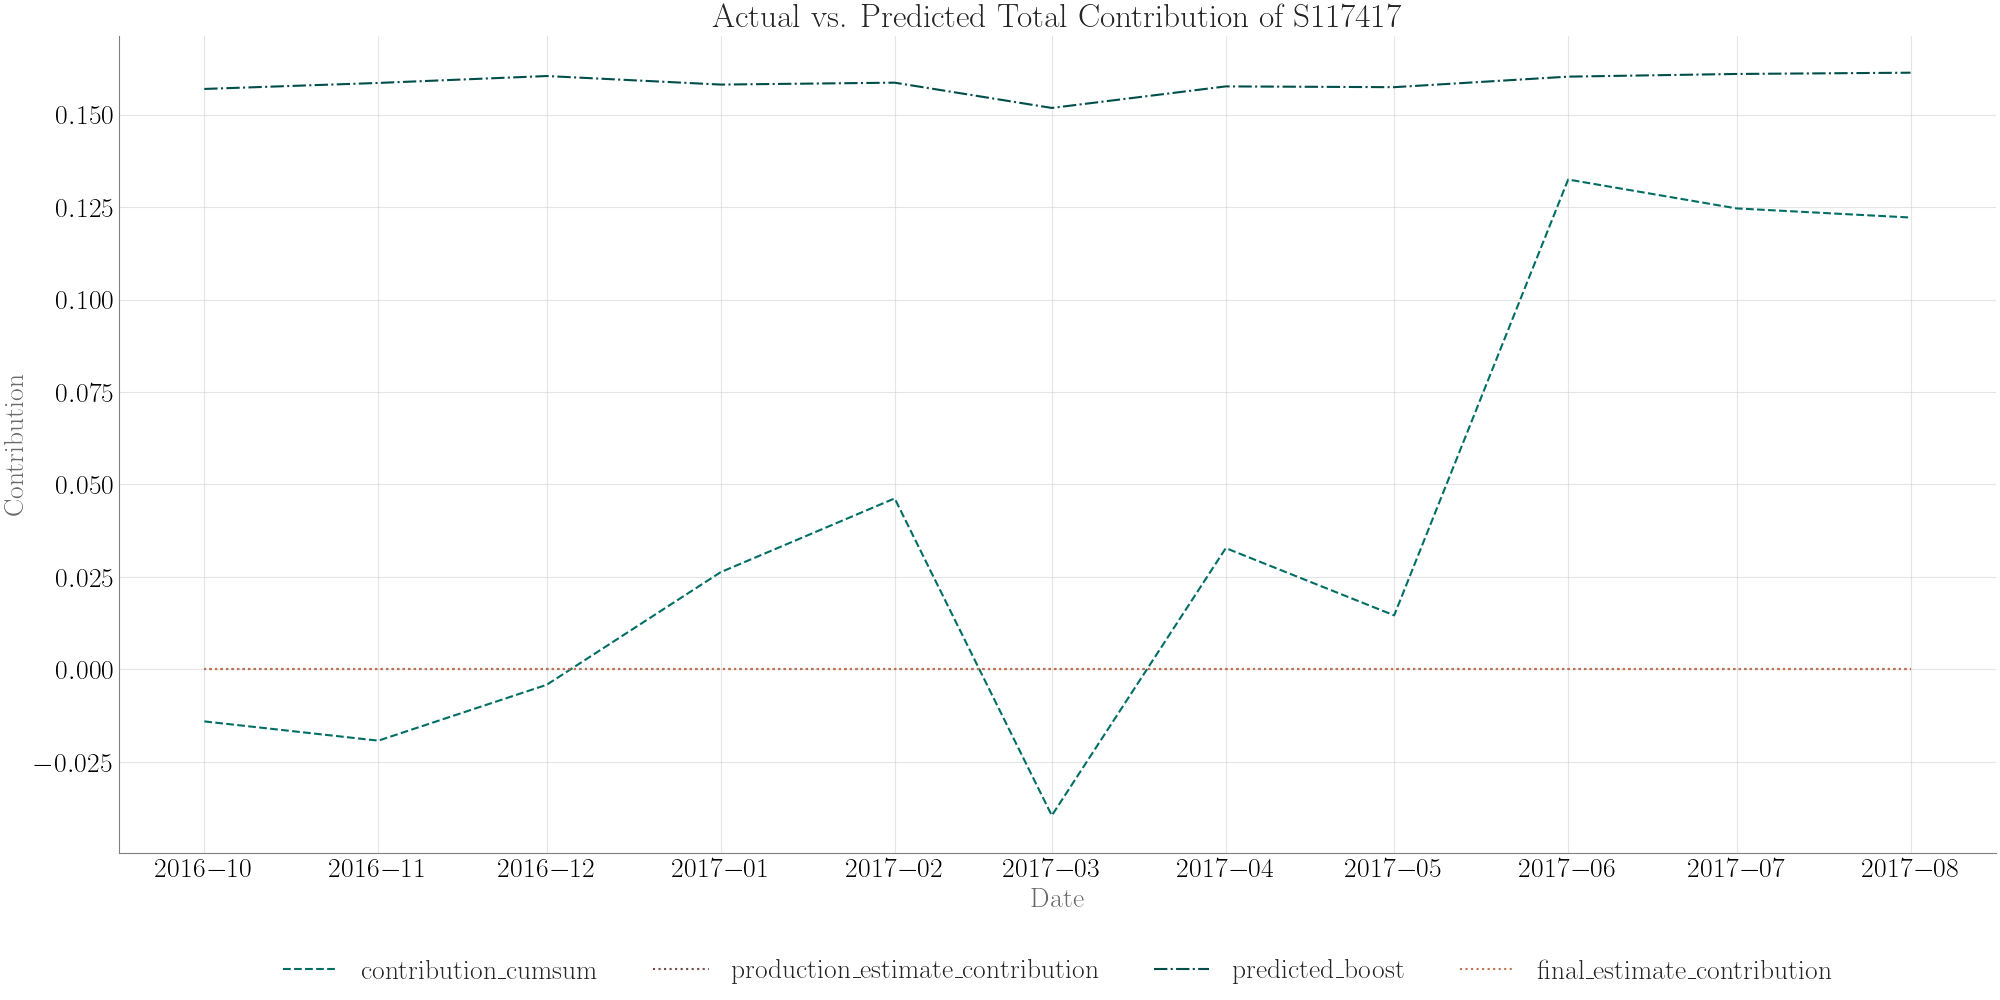 Actual vs. Predicted Total Contribution of S117417
0.150
0.125
0.100
0.075
0.050
0.025
0.000
−0.025
Contribution
2016–10 2016–11 2016–12 2017–01 2017–02 2017–03 2017–04 2017–05 2017–06 2017–07 2017–08
Date
contribution_cumsum production_estimate_contribution predicted_boost final_estimate_contribution